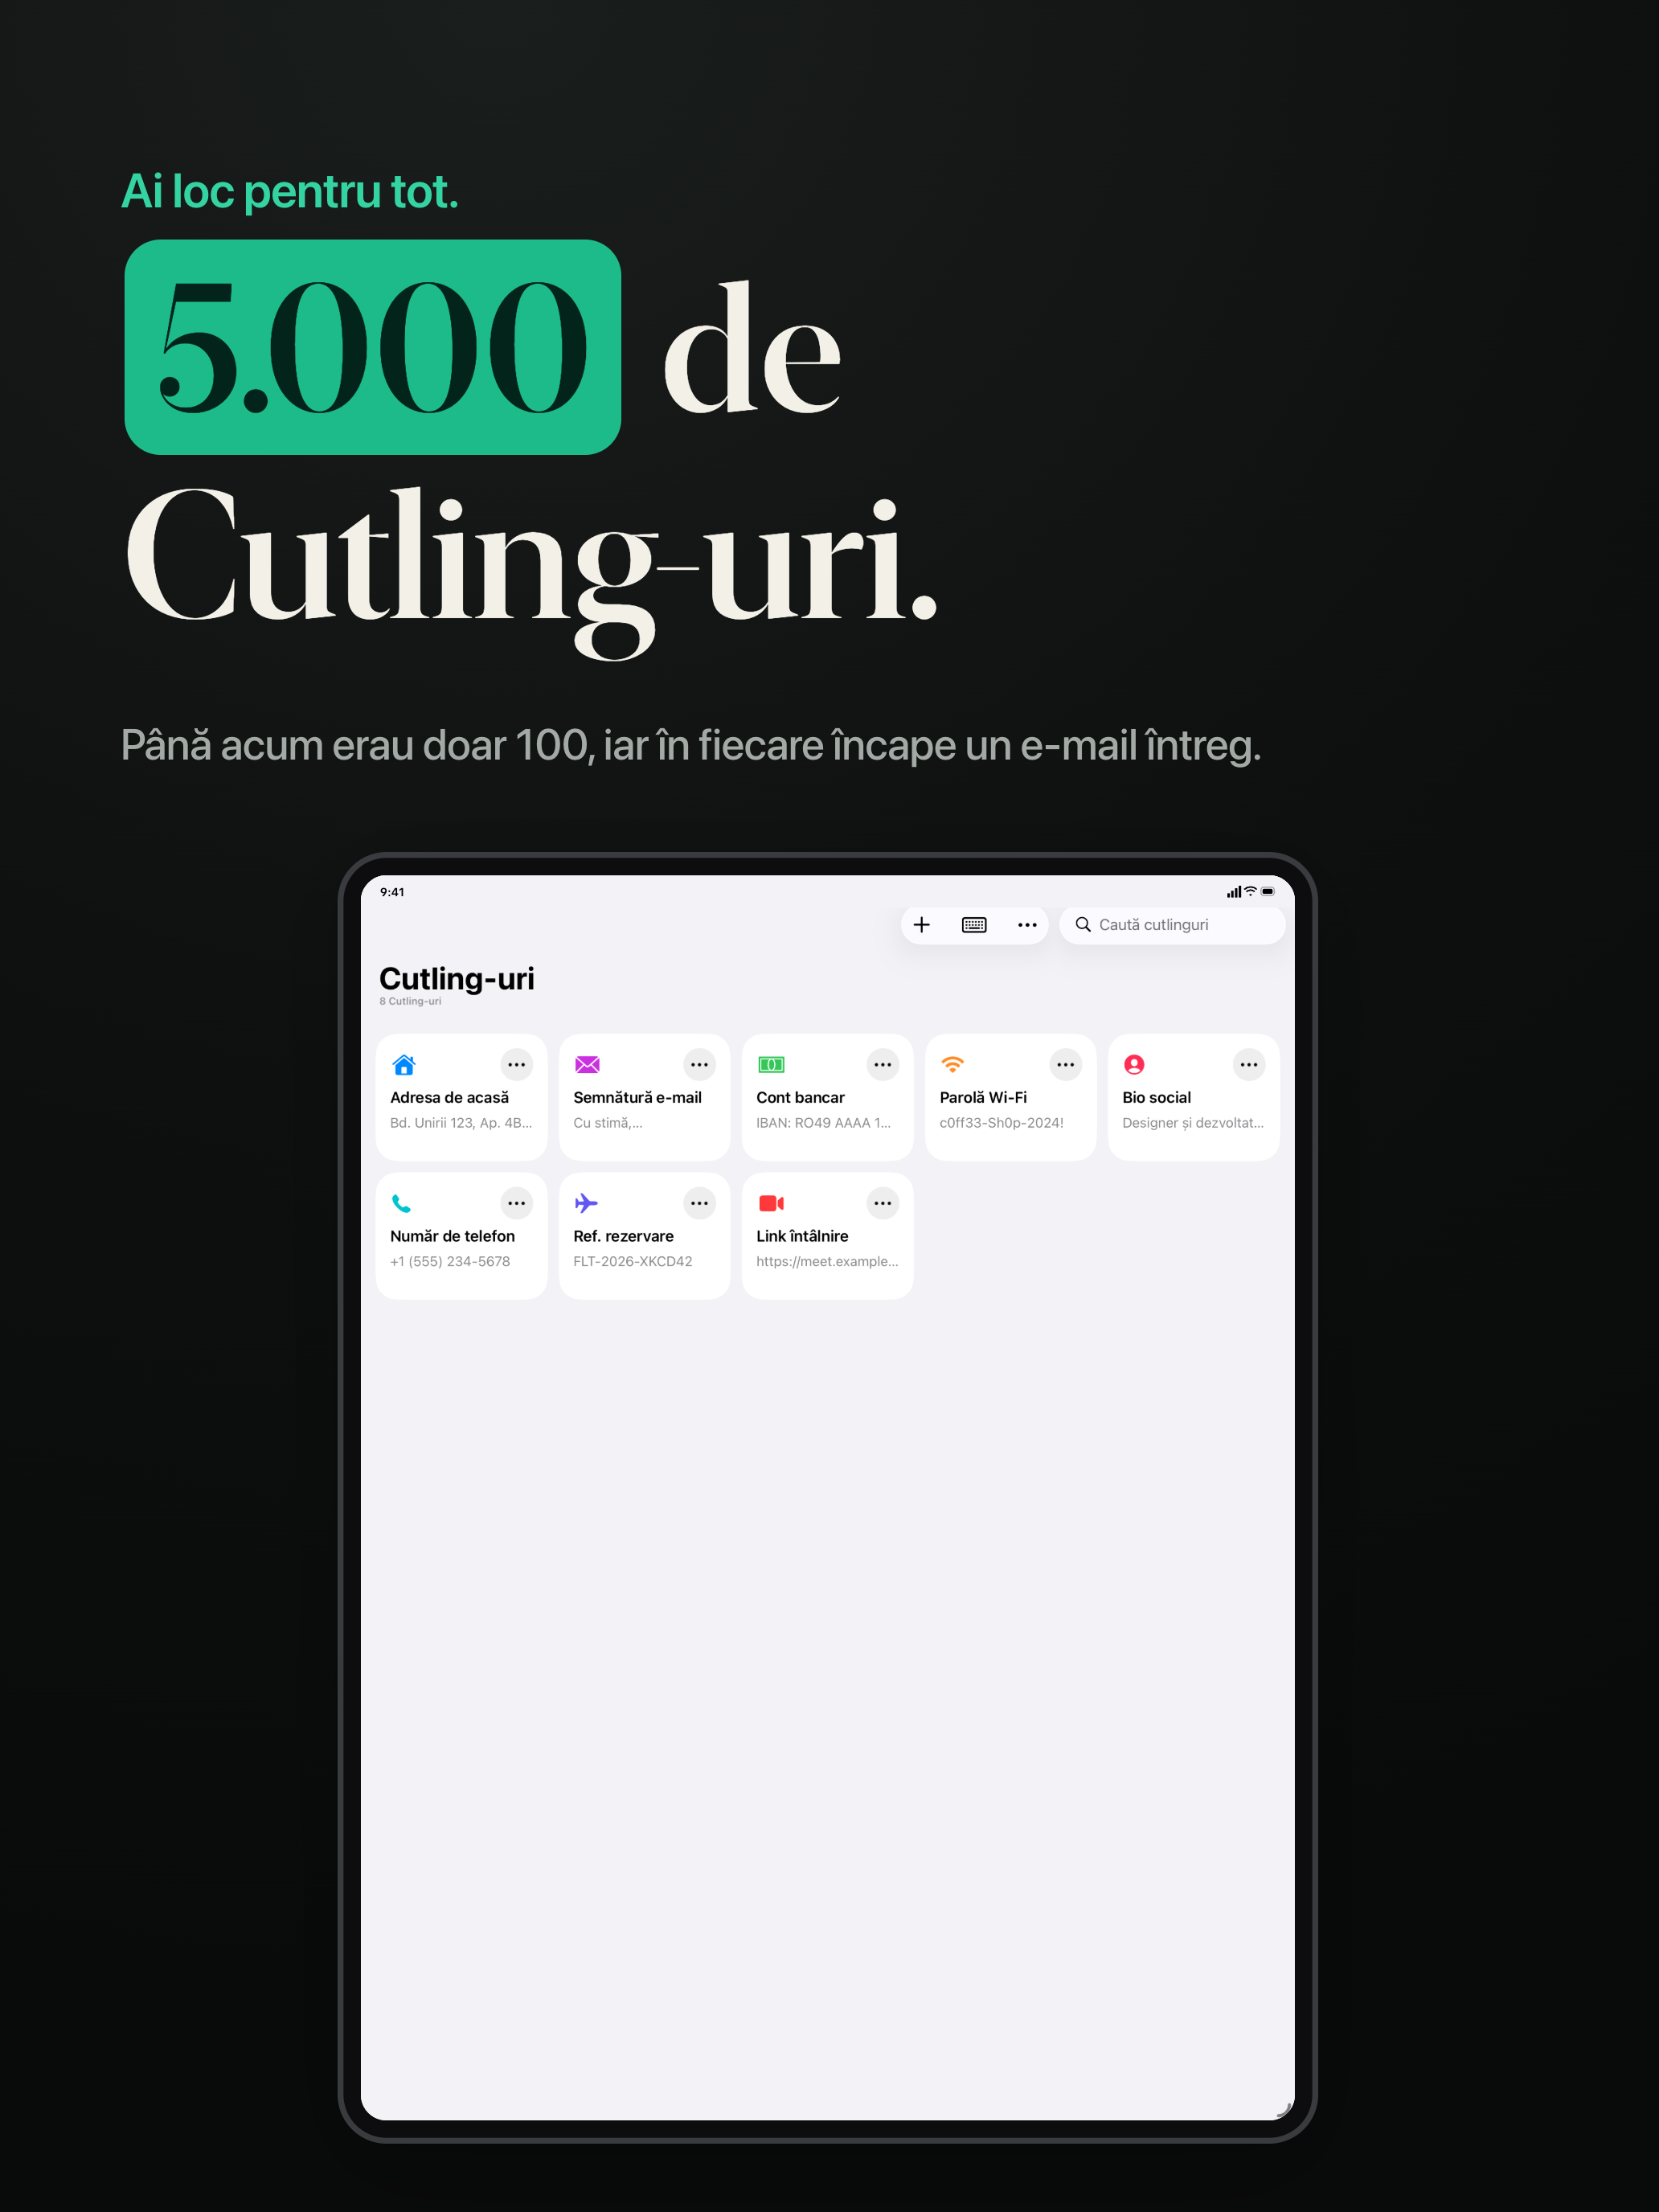 Ai loc pentru tot.
5.000 de
Cutling-uri.
Până acum erau doar 100, iar în fiecare încape un e-mail întreg.
9:41
Caută cutlinguri
Cutling-uri
8 Cutling-uri
Adresa de acasă
Bd. Unirii 123, Ap. 4B...
Semnătură e-mail
Cu stimă,...
Cont bancar
IBAN: RO49 AAAA 1...
Parolă Wi-Fi
c0ff33-Sh0p-2024!
Bio social
Designer și dezvoltat...
Număr de telefon
+1 (555) 234-5678
Ref. rezervare
FLT-2026-XKCD42
Link întâlnire
https://meet.example...